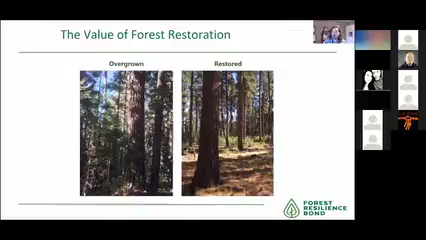 The Value of Forest Restoration
Overgrown
Restored
FOREST
RESILIENCE
BOND